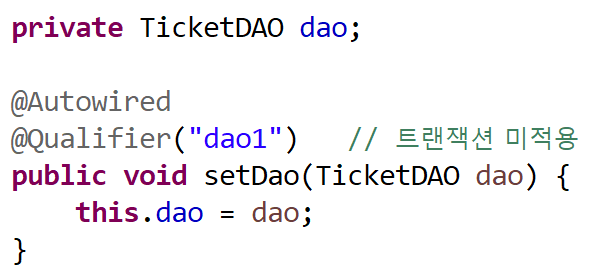 private TicketDAO dao;
@Autowired
@Qualifier("dao1")   // 트랜잭션 미적용
public void setDao(TicketDAO dao) {
    this.dao = dao;
}